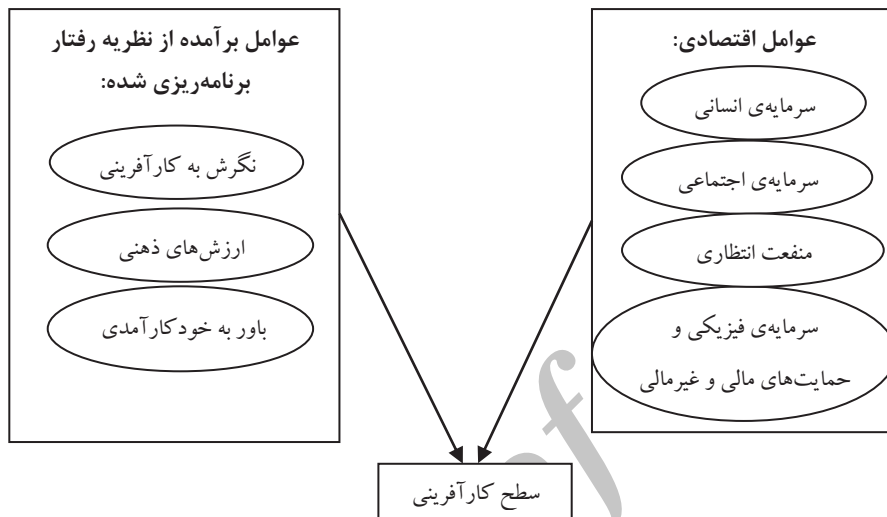 عوامل اقتصادی:
سرمایه‌ی انسانی
سرمایه‌ی اجتماعی
منفعت انتظاری
سرمایه‌ی فیزیکی و
حمایت‌های مالی و غیرمالی
عوامل برآمده از نظریه رفتار
برنامه‌ریزی شده:
نگرش به کارآفرینی
ارزش‌های ذهنی
باور به خودکارآمدی
سطح کارآفرینی